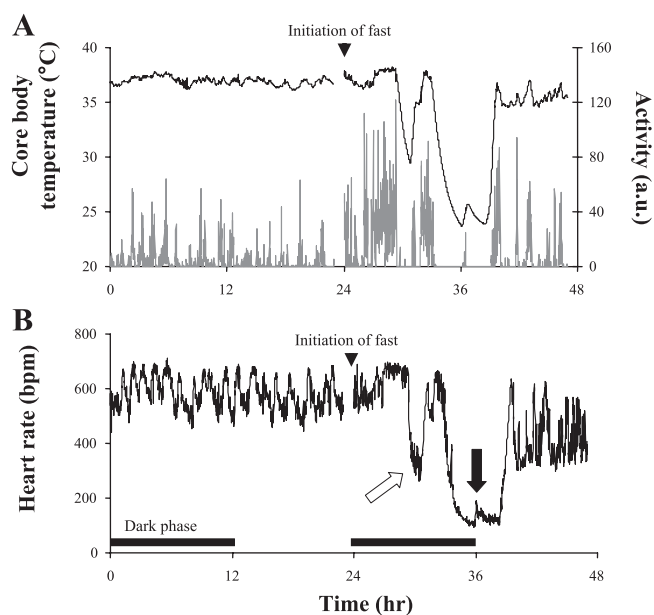 A
Initiation of fast
Core body
temperature (°C)
40
35
30
25
20
160
120
80
40
0
Activity (a.u.)
0 12 24 36 48
B
Initiation of fast
Heart rate (bpm)
800
600
400
200
0
Dark phase
0 12 24 36 48
Time (hr)